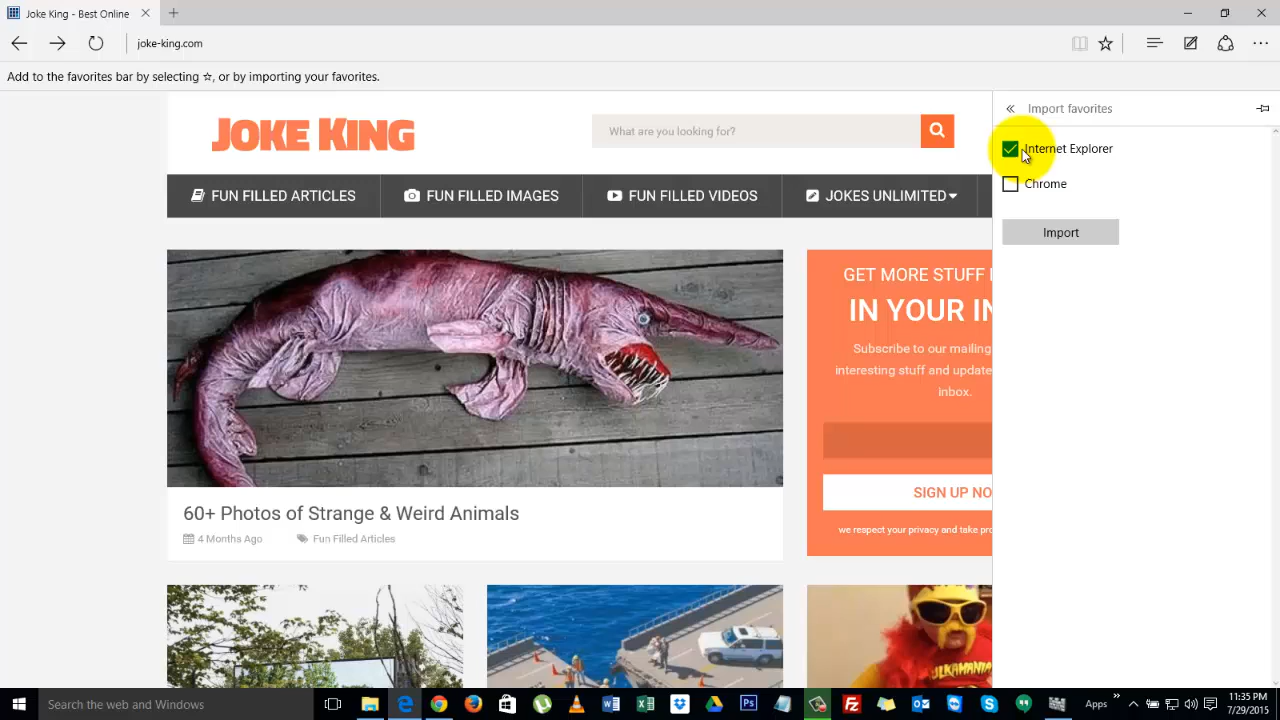 Joke King - Best Online
joke-king.com
Add to the favorites bar by selecting ☆, or by importing your favorites.
Import favorites
Internet Explorer
Chrome
Import
JOKE KING
What are you looking for?
FUN FILLED ARTICLES
FUN FILLED IMAGES
FUN FILLED VIDEOS
JOKES UNLIMITED
GET MORE STUFF
IN YOUR IN
Subscribe to our mailing
interesting stuff and update
inbox.
SIGN UP NO
we respect your privacy and take pro
60+ Photos of Strange & Weird Animals
4 Months Ago
Fun Filled Articles
Search the web and Windows
Apps
11:35 PM
7/29/2015